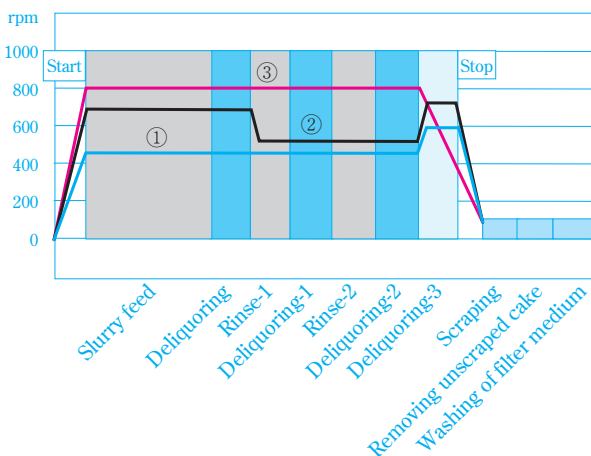 rpm
1000
800
600
400
200
0
Start
Stop
③
②
①
Slurry feed
Deliquoring
Rinse-1
Deliquoring-1
Rinse-2
Deliquoring-2
Deliquoring-3
Scraping
Removing unscraped cake
Washing of filter medium